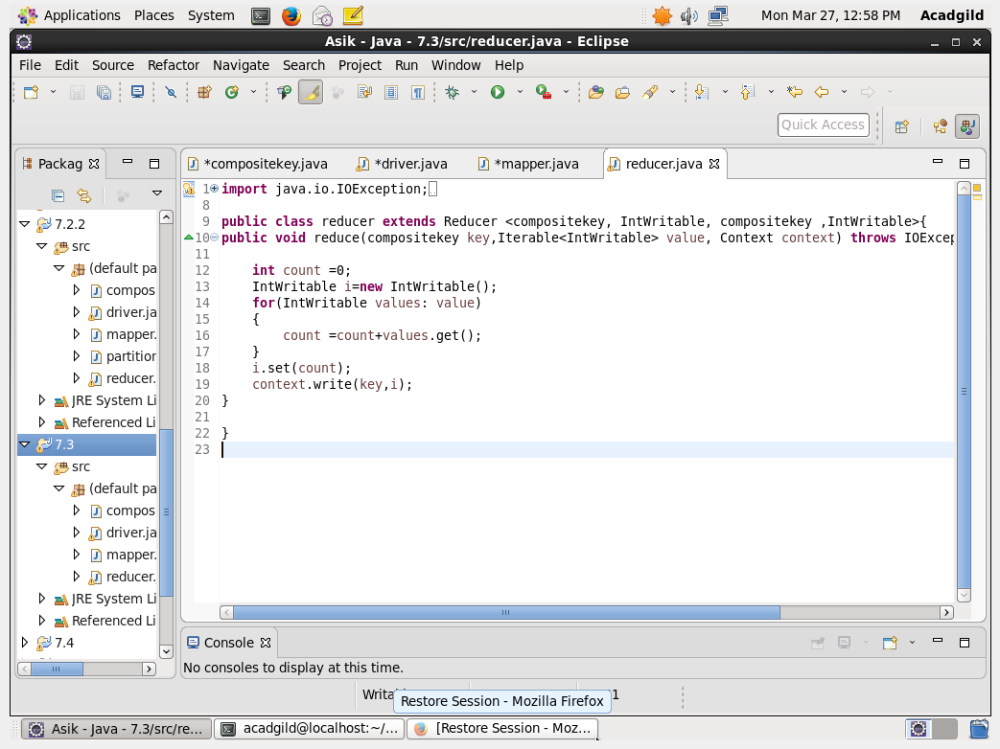 Applications Places System Mon Mar 27, 12:58 PM Acadgild
Asik - Java - 7.3/src/reducer.java - Eclipse
File Edit Source Refactor Navigate Search Project Run Window Help
Quick Access
Packag
*compositekey.java *driver.java *mapper.java reducer.java
7.2.2
src
(default pa
compos
driver.ja
mapper.
partition
reducer.
JRE System Li
Referenced Li
7.3
src
(default pa
compos
driver.ja
mapper.
reducer.
JRE System Li
Referenced Li
7.4
1 import java.io.IOException;
8
9 public class reducer extends Reducer <compositekey, IntWritable, compositekey ,IntWritable>{
10 public void reduce(compositekey key,Iterable<IntWritable> value, Context context) throws IOExcep
11
12 int count =0;
13 IntWritable i=new IntWritable();
14 for(IntWritable values: value)
15 {
16 count =count+values.get();
17 }
18 i.set(count);
19 context.write(key,i);
20 }
21
22 }
23
Console
No consoles to display at this time.
Writa 1
Restore Session - Mozilla Firefox
Asik - Java - 7.3/src/re... acadgild@localhost:~/... [Restore Session - Moz...